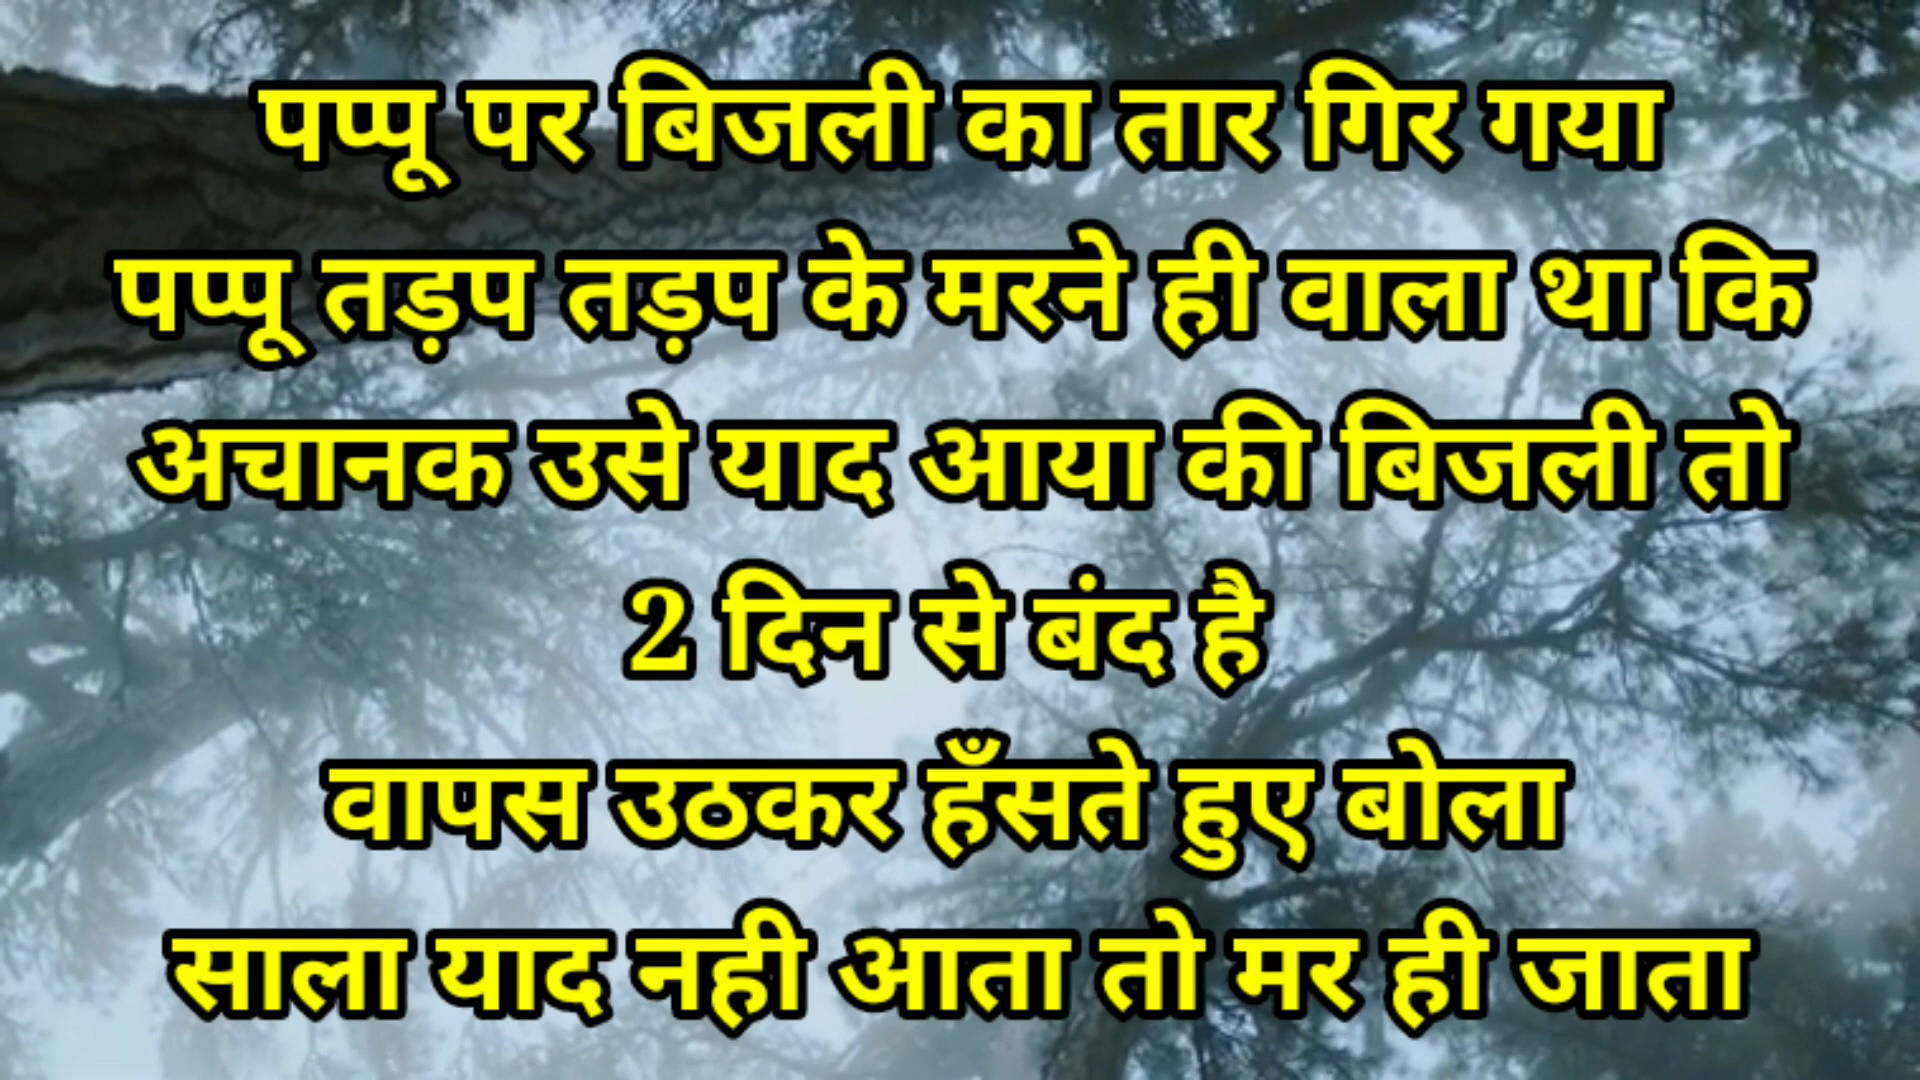 पप्पू पर बिजली का तार गिर गया
पप्पू तड़प तड़प के मरने ही वाला था कि
अचानक उसे याद आया की बिजली तो
2 दिन से बंद है
वापस उठकर हँसते हुए बोला
साला याद नही आता तो मर ही जाता